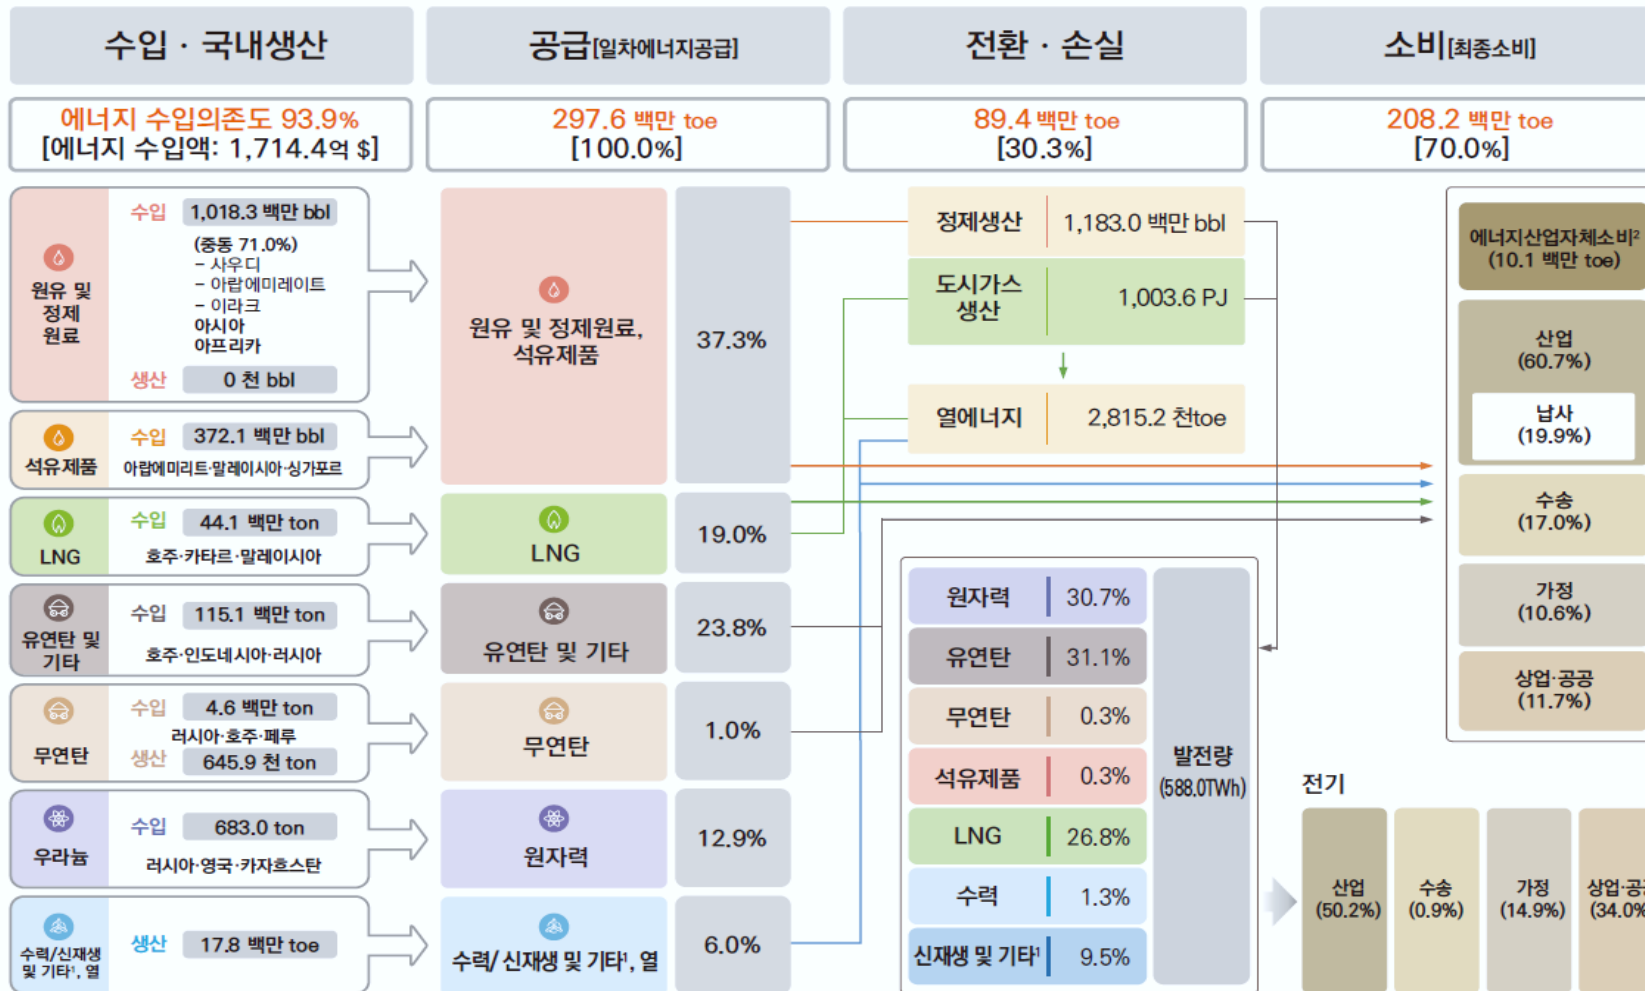 수입 · 국내생산
공급[일차에너지공급]
전환 · 손실
소비[최종소비]
에너지 수입의존도 93.9%
[에너지 수입액: 1,714.4억 $]
297.6 백만 toe
[100.0%]
89.4 백만 toe
[30.3%]
208.2 백만 toe
[70.0%]
원유 및
정제
원료
수입 1,018.3 백만 bbl
(중동 71.0%)
– 사우디
– 아랍에미레이트
– 이라크
아시아
아프리카
생산 0 천 bbl
석유제품
수입 372.1 백만 bbl
아랍에미리트·말레이시아·싱가포르
LNG
수입 44.1 백만 ton
호주·카타르·말레이시아
유연탄 및
기타
수입 115.1 백만 ton
호주·인도네시아·러시아
무연탄
수입 4.6 백만 ton
러시아·호주·페루
생산 645.9 천 ton
우라늄
수입 683.0 ton
러시아·영국·카자흐스탄
수력/신재생
및 기타¹, 열
생산 17.8 백만 toe
원유 및 정제원료,
석유제품
37.3%
LNG
19.0%
유연탄 및 기타
23.8%
무연탄
1.0%
원자력
12.9%
수력/ 신재생 및 기타¹, 열
6.0%
정제생산 1,183.0 백만 bbl
도시가스
생산
1,003.6 PJ
열에너지 2,815.2 천toe
원자력 30.7%
유연탄 31.1%
무연탄 0.3%
석유제품 0.3%
LNG 26.8%
수력 1.3%
신재생 및 기타¹ 9.5%
발전량
(588.0TWh)
에너지산업자체소비²
(10.1 백만 toe)
산업
(60.7%)
납사
(19.9%)
수송
(17.0%)
가정
(10.6%)
상업·공공
(11.7%)
전기
산업
(50.2%)
수송
(0.9%)
가정
(14.9%)
상업·공공
(34.0%